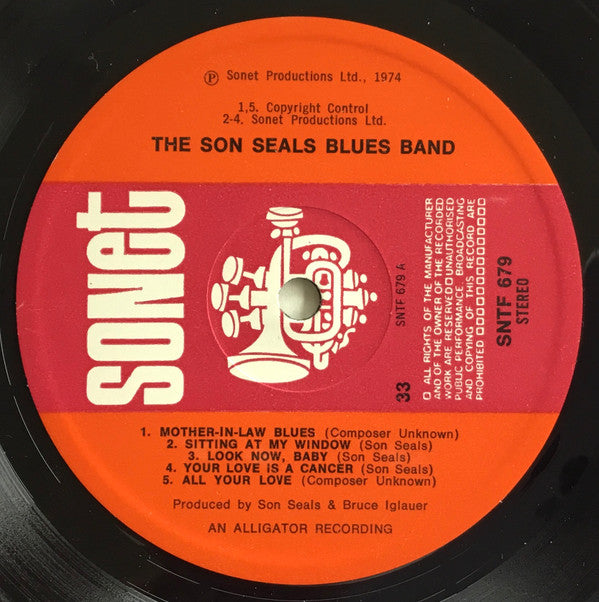 ℗ Sonet Productions Ltd., 1974
1,5. Copyright Control
2-4. Sonet Productions Ltd.
THE SON SEALS BLUES BAND
sonet
SNTF 679 A
33
▢ ALL RIGHTS OF THE MANUFACTURER
AND OF THE OWNER OF THE RECORDED
WORK ARE RESERVED ▢ UNAUTHORISED
PUBLIC PERFORMANCE BROADCASTING
AND COPYING OF THIS RECORD ARE
PROHIBITED ▢▢▢▢▢▢▢▢▢▢▢▢▢
SNTF 679
STEREO
1. MOTHER-IN-LAW BLUES (Composer Unknown)
2. SITTING AT MY WINDOW (Son Seals)
3. LOOK NOW, BABY (Son Seals)
4. YOUR LOVE IS A CANCER (Son Seals)
5. ALL YOUR LOVE (Composer Unknown)
Produced by Son Seals & Bruce Iglauer
AN ALLIGATOR RECORDING